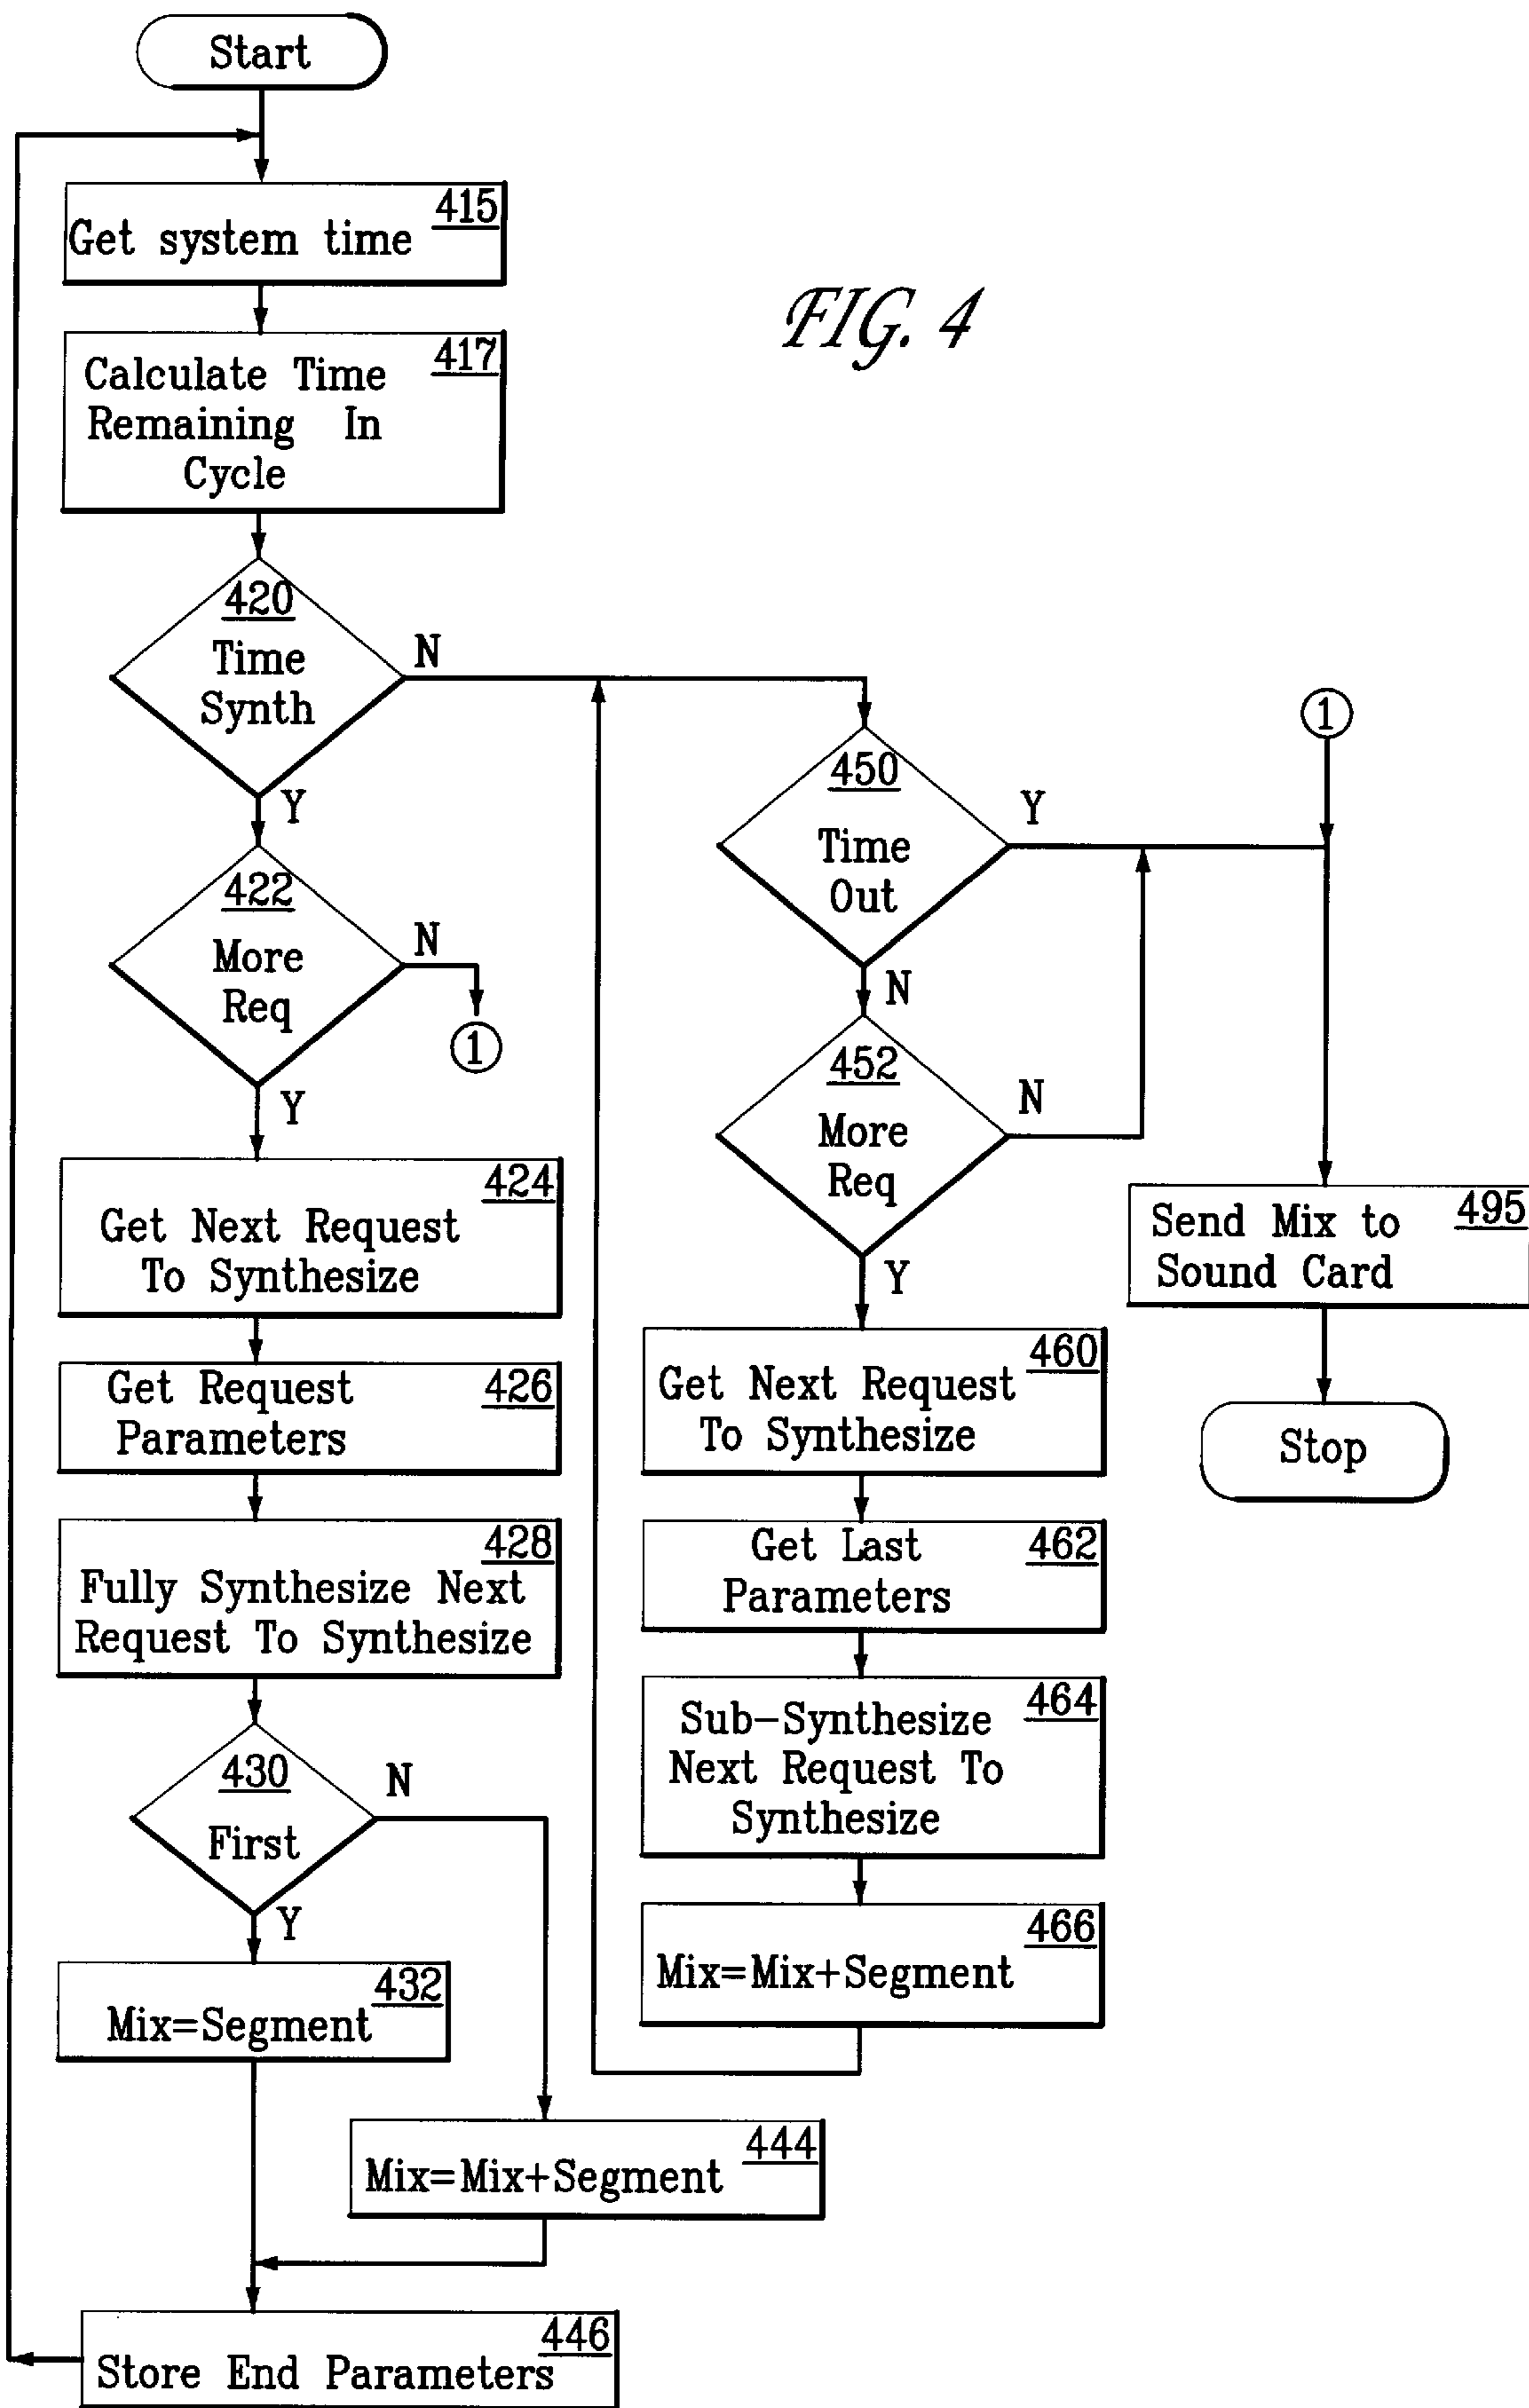 Start
415
Get system time
FIG. 4
417
Calculate Time
Remaining In
Cycle
420
Time
Synth
N
Y
422
More
Req
N
1
Y
424
Get Next Request
To Synthesize
426
Get Request
Parameters
428
Fully Synthesize Next
Request To Synthesize
430
First
N
Y
432
Mix=Segment
444
Mix=Mix+Segment
446
Store End Parameters
450
Time
Out
Y
N
452
More
Req
N
Y
460
Get Next Request
To Synthesize
462
Get Last
Parameters
464
Sub-Synthesize
Next Request To
Synthesize
466
Mix=Mix+Segment
1
495
Send Mix to
Sound Card
Stop